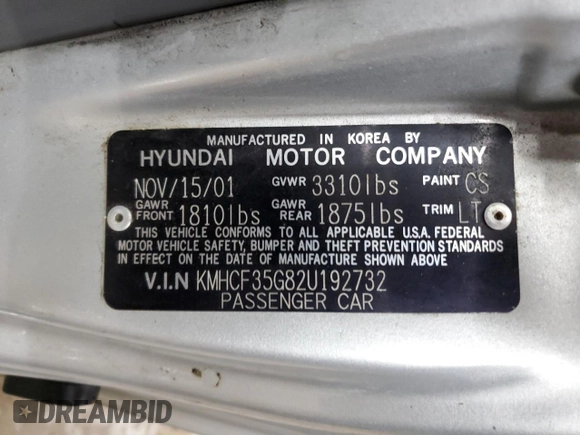 MANUFACTURED IN KOREA BY
HYUNDAI MOTOR COMPANY
NOV/15/01 GVWR 3310lbs PAINT CS
GAWR FRONT 1810lbs GAWR REAR 1875lbs TRIM LT
THIS VEHICLE CONFORMS TO ALL APPLICABLE U.S.A. FEDERAL
MOTOR VEHICLE SAFETY, BUMPER AND THEFT PREVENTION STANDARDS
IN EFFECT ON THE DATE OF MANUFACTURE SHOWN ABOVE
V.I.N KMHCF35G82U192732
PASSENGER CAR
DREAMBID